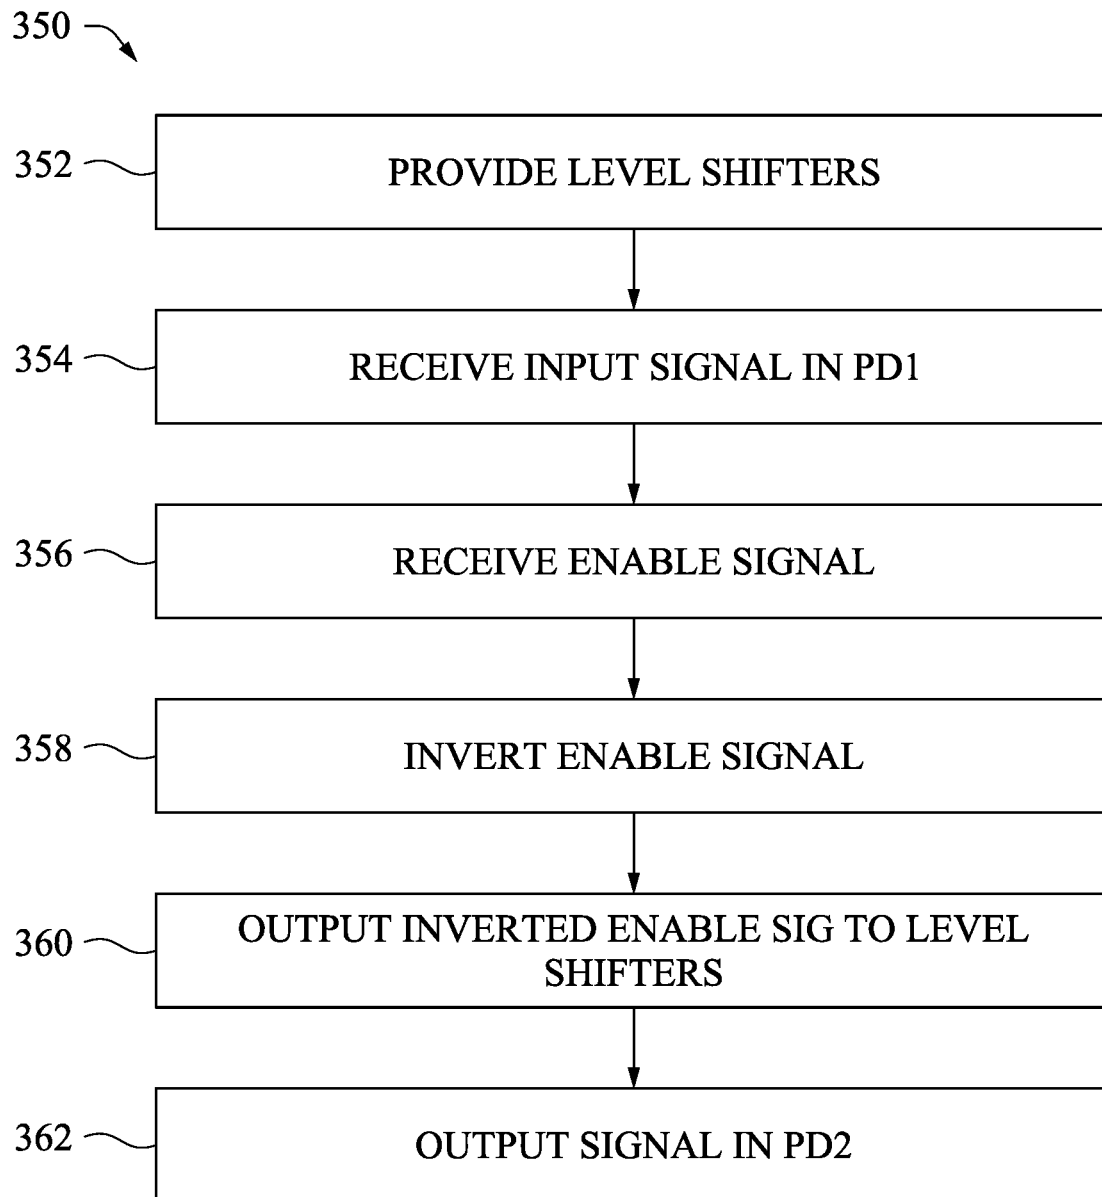 350
352
PROVIDE LEVEL SHIFTERS
354
RECEIVE INPUT SIGNAL IN PD1
356
RECEIVE ENABLE SIGNAL
358
INVERT ENABLE SIGNAL
360
OUTPUT INVERTED ENABLE SIG TO LEVEL
SHIFTERS
362
OUTPUT SIGNAL IN PD2